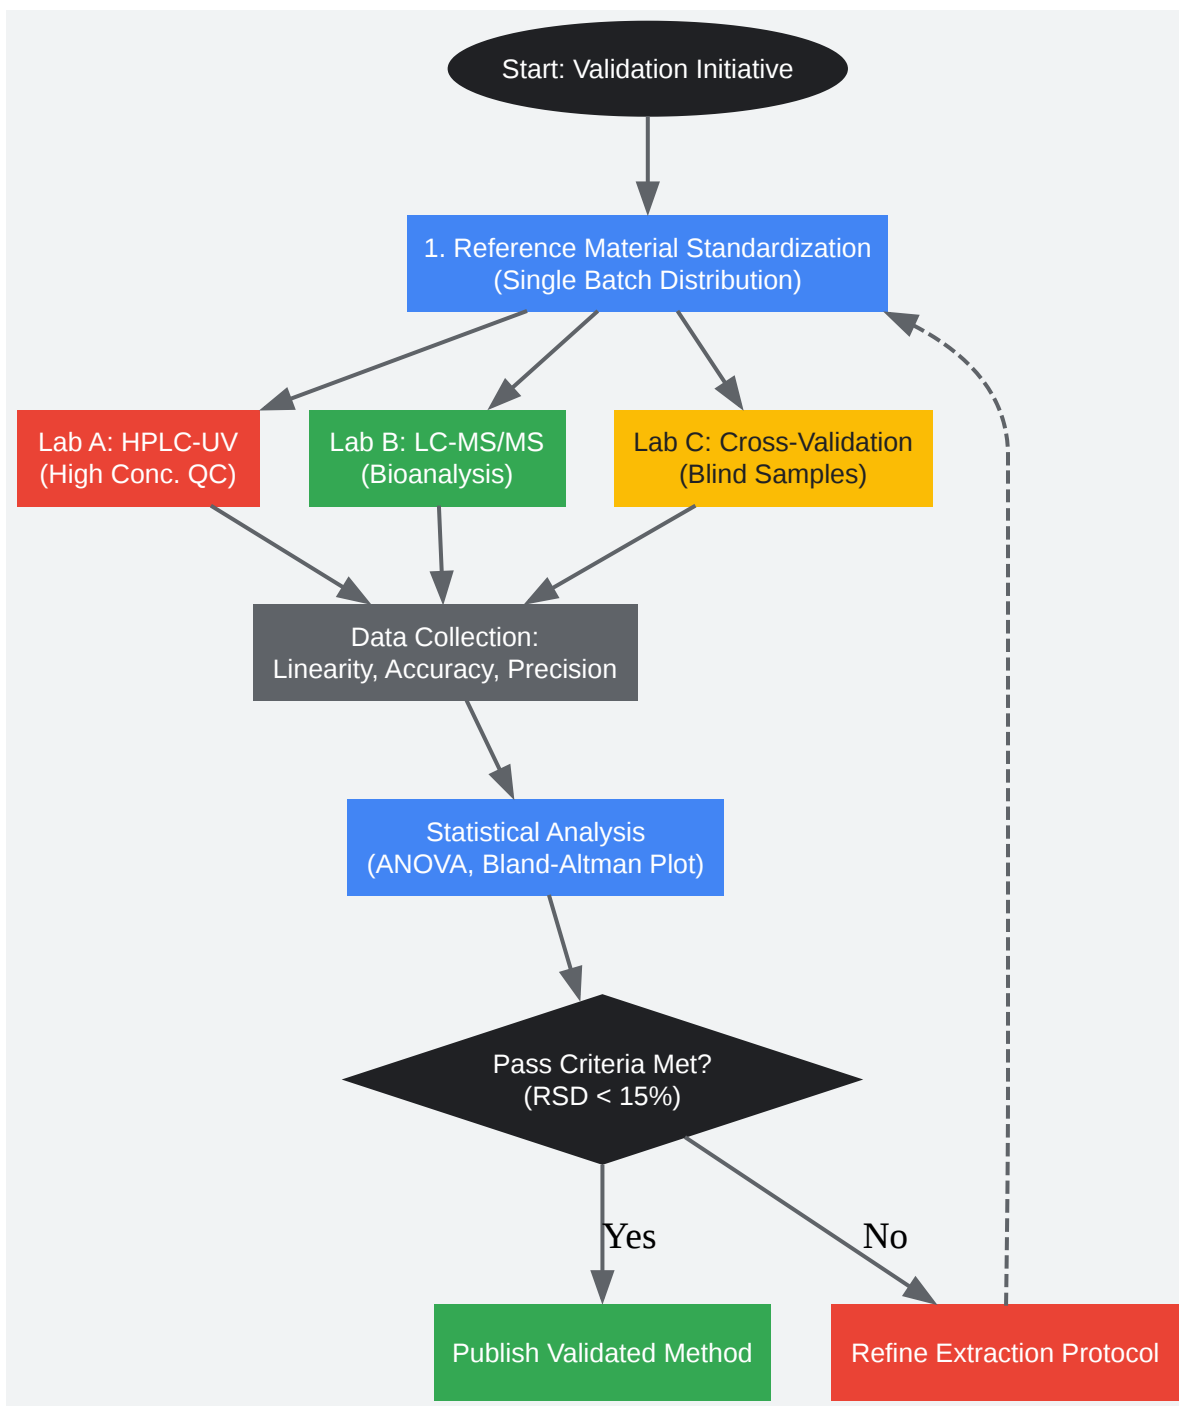 Start: Validation Initiative
1. Reference Material Standardization
(Single Batch Distribution)
Lab A: HPLC-UV
(High Conc. QC)
Lab B: LC-MS/MS
(Bioanalysis)
Lab C: Cross-Validation
(Blind Samples)
Data Collection:
Linearity, Accuracy, Precision
Statistical Analysis
(ANOVA, Bland-Altman Plot)
Pass Criteria Met?
(RSD < 15%)
Yes
No
Publish Validated Method
Refine Extraction Protocol